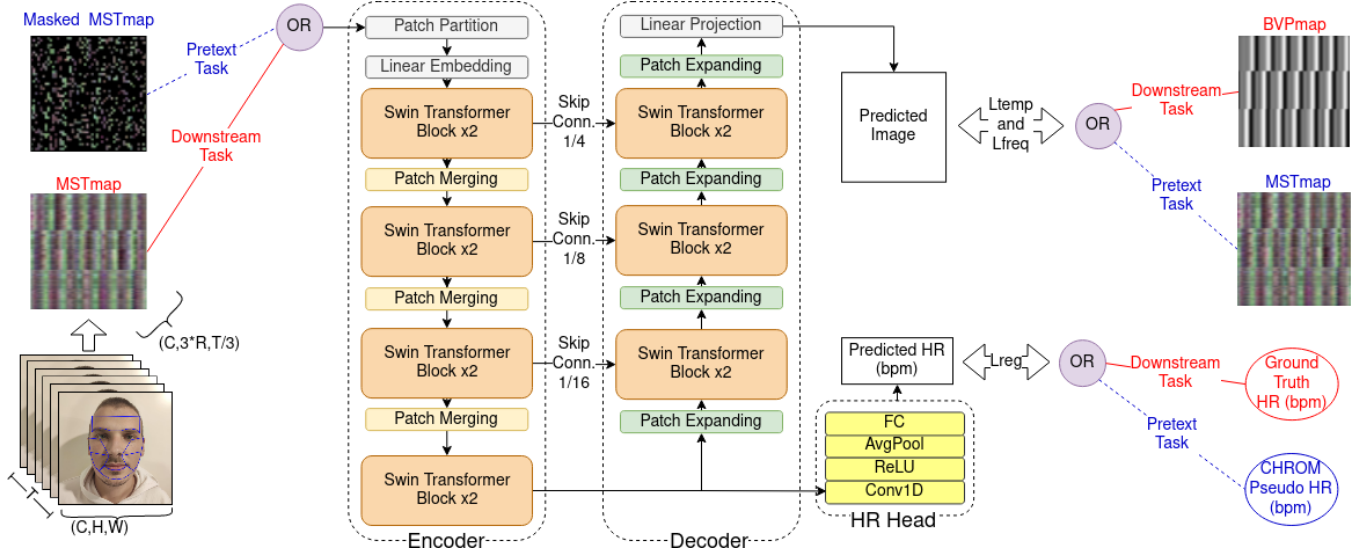 Masked MSTmap
Pretext
Task
Downstream
Task
MSTmap
(C,3*R,T/3)
T
(C,H,W)
OR
Patch Partition
Linear Embedding
Swin Transformer
Block x2
Patch Merging
Swin Transformer
Block x2
Patch Merging
Swin Transformer
Block x2
Patch Merging
Swin Transformer
Block x2
Encoder
Skip
Conn.
1/4
Skip
Conn.
1/8
Skip
Conn.
1/16
Linear Projection
Patch Expanding
Swin Transformer
Block x2
Patch Expanding
Swin Transformer
Block x2
Patch Expanding
Swin Transformer
Block x2
Patch Expanding
Decoder
Predicted
Image
Ltemp
and
Lfreq
OR
Downstream
Task
BVPmap
Pretext
Task
MSTmap
Predicted HR
(bpm)
FC
AvgPool
ReLU
Conv1D
HR Head
Lreg
OR
Downstream
Task
Ground
Truth
HR (bpm)
Pretext
Task
CHROM
Pseudo HR
(bpm)